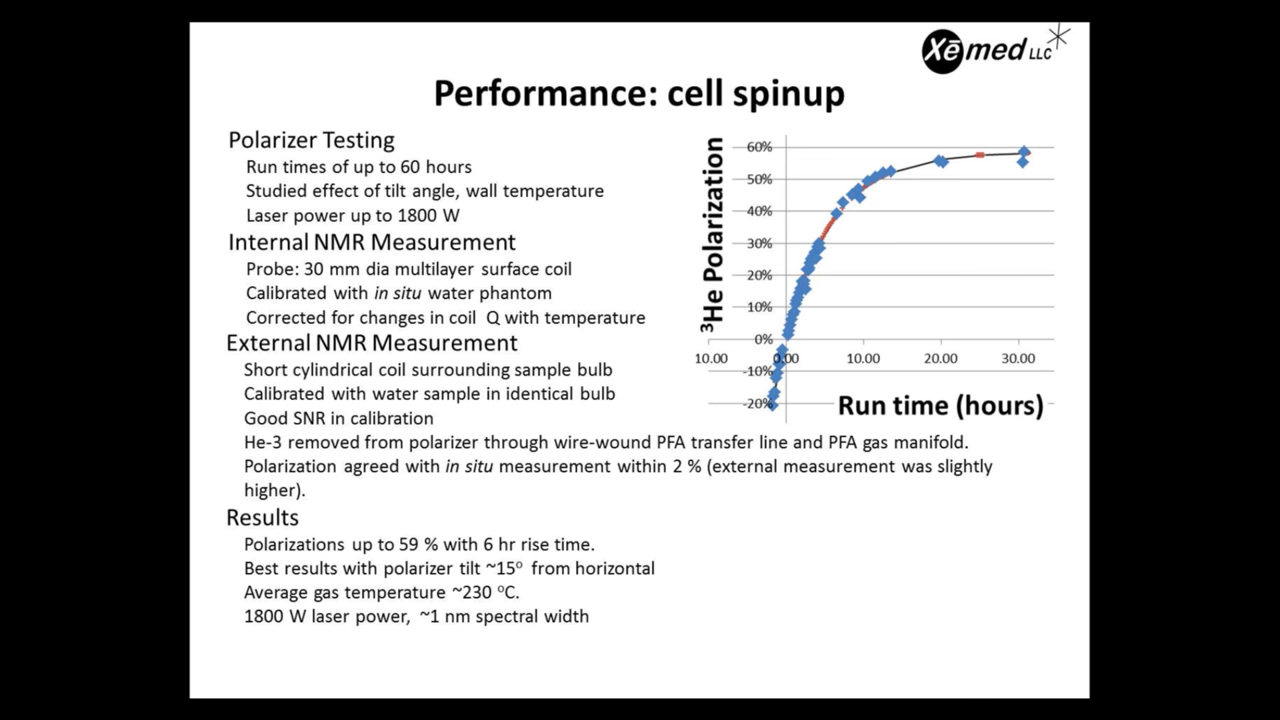 Xēmed LLC
Performance: cell spinup
Polarizer Testing
Run times of up to 60 hours
Studied effect of tilt angle, wall temperature
Laser power up to 1800 W
Internal NMR Measurement
Probe: 30 mm dia multilayer surface coil
Calibrated with in situ water phantom
Corrected for changes in coil Q with temperature
External NMR Measurement
Short cylindrical coil surrounding sample bulb
Calibrated with water sample in identical bulb
Good SNR in calibration
He-3 removed from polarizer through wire-wound PFA transfer line and PFA gas manifold.
Polarization agreed with in situ measurement within 2 % (external measurement was slightly
higher).
Results
Polarizations up to 59 % with 6 hr rise time.
Best results with polarizer tilt ~15° from horizontal
Average gas temperature ~230 °C.
1800 W laser power, ~1 nm spectral width
³He Polarization
60%
50%
40%
30%
20%
10%
0%
-10%
-20%
10.00 0.00 10.00 20.00 30.00
Run time (hours)